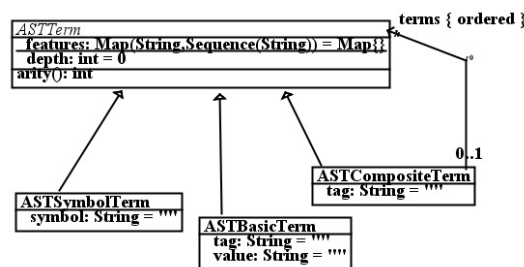 ASTTerm
terms { ordered }
features: Map(String,Sequence(String)) = Map{}
*
depth: int = 0
arity(): int
0..1
ASTCompositeTerm
tag: String = ""
ASTSymbolTerm
symbol: String = ""
ASTBasicTerm
tag: String = ""
value: String = ""